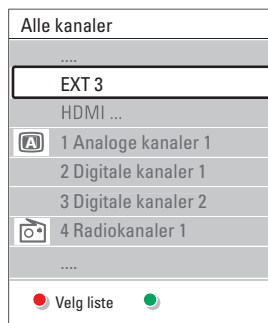 Alle kanaler
....
EXT 3
HDMI ...
A 1 Analoge kanaler 1
2 Digitale kanaler 1
3 Digitale kanaler 2
4 Radiokanaler 1
....
Velg liste